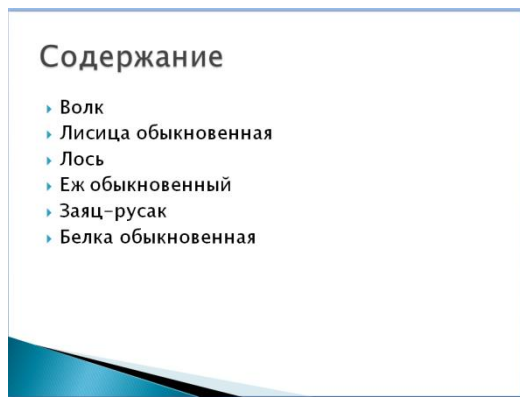 Содержание
Волк
Лисица обыкновенная
Лось
Еж обыкновенный
Заяц-русак
Белка обыкновенная